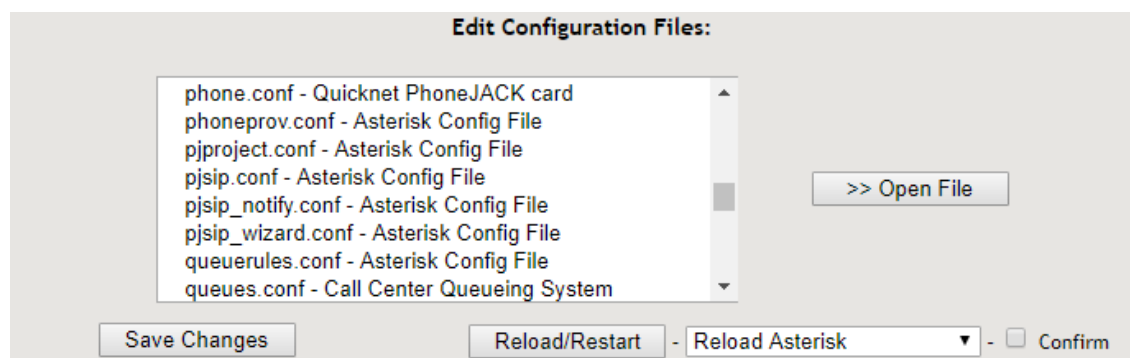 Edit Configuration Files:
phone.conf - Quicknet PhoneJACK card
phoneprov.conf - Asterisk Config File
pjproject.conf - Asterisk Config File
pjsip.conf - Asterisk Config File
pjsip_notify.conf - Asterisk Config File
pjsip_wizard.conf - Asterisk Config File
queuerules.conf - Asterisk Config File
queues.conf - Call Center Queueing System
>> Open File
Save Changes
Reload/Restart - Reload Asterisk - Confirm